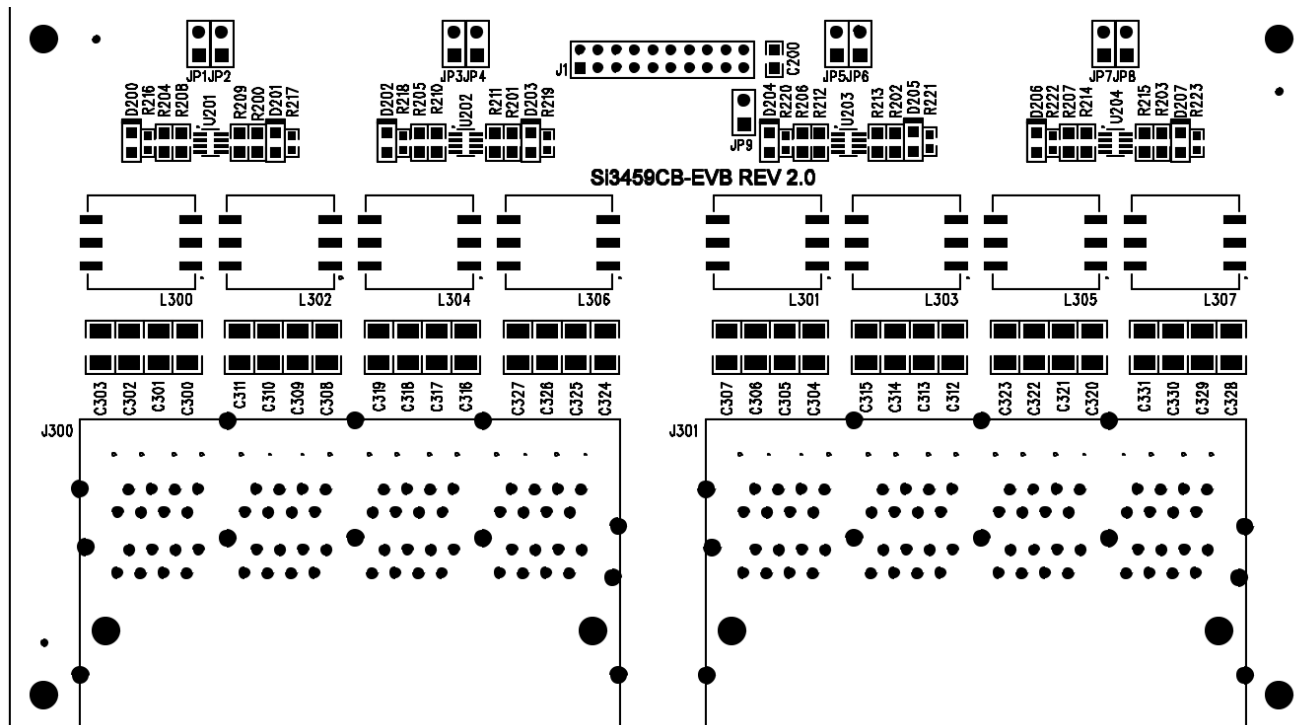 JP1JP2 JP3JP4 J1 C200 JP5JP6 JP7JP8
D200 R216 R204 R208 U201 R209 R200 D201 R217
D202 R218 R205 R210 U202 R211 R201 D203 R219
D204 R220 R206 R212 U203 R213 R202 D205 R221
D206 R222 R207 R214 U204 R215 R203 D207 R223
JP9
SI3459CB-EVB REV 2.0
L300 L302 L304 L306 L301 L303 L305 L307
C303 C302 C301 C300 C311 C310 C309 C308 C319 C318 C317 C316 C327 C326 C325 C324 C307 C306 C305 C304 C315 C314 C313 C312 C323 C322 C321 C320 C331 C330 C329 C328
J300 J301